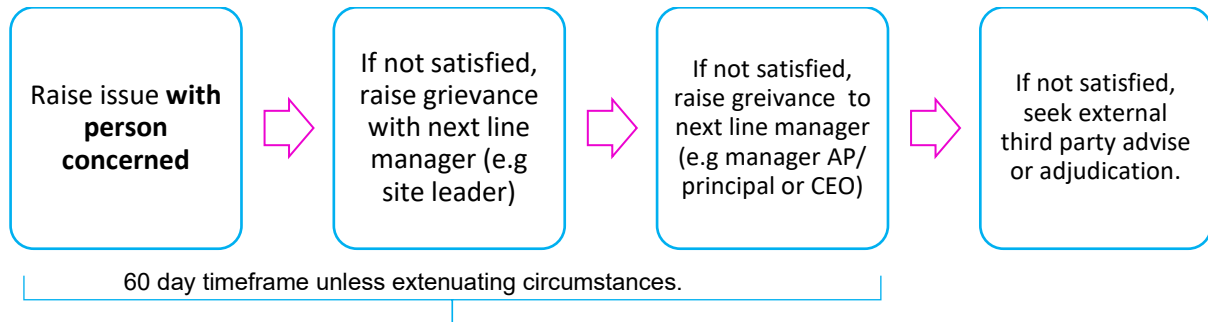 Raise issue with
person
concerned
If not satisfied,
raise grievance
with next line
manager (e.g
site leader)
If not satisfied,
raise greivance to
next line manager
(e.g manager AP/
principal or CEO)
If not satisfied,
seek external
third party advise
or adjudication.
60 day timeframe unless extenuating circumstances.